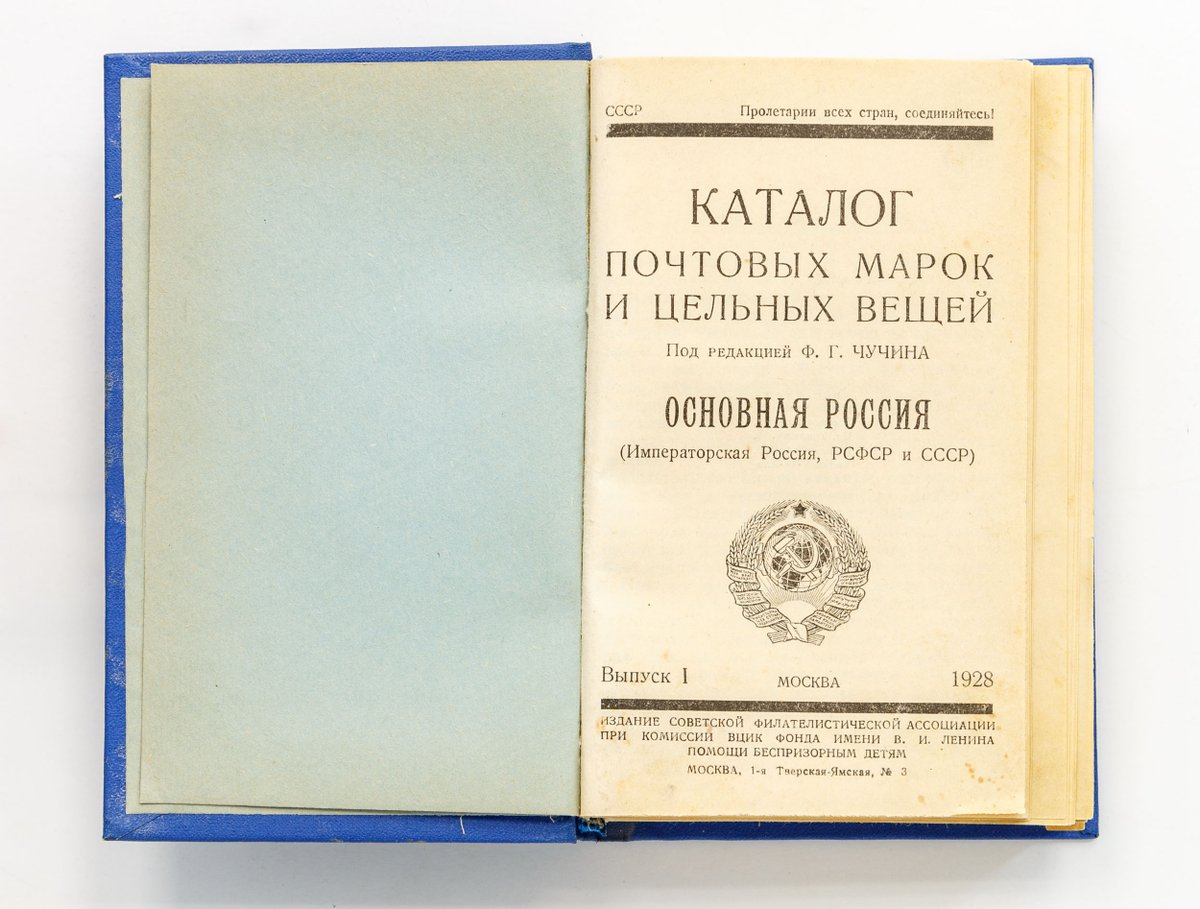 СССР Пролетарии всех стран, соединяйтесь!
КАТАЛОГ
ПОЧТОВЫХ МАРОК
И ЦЕЛЬНЫХ ВЕЩЕЙ
Под редакцией Ф. Г. ЧУЧИНА
ОСНОВНАЯ РОССИЯ
(Императорская Россия, РСФСР и СССР)
Выпуск I МОСКВА 1928
ИЗДАНИЕ СОВЕТСКОЙ ФИЛАТЕЛИСТИЧЕСКОЙ АССОЦИАЦИИ
ПРИ КОМИССИИ ВЦИК ФОНДА ИМЕНИ В. И. ЛЕНИНА
ПОМОЩИ БЕСПРИЗОРНЫМ ДЕТЯМ
МОСКВА, 1-я Тверская-Ямская, № 3